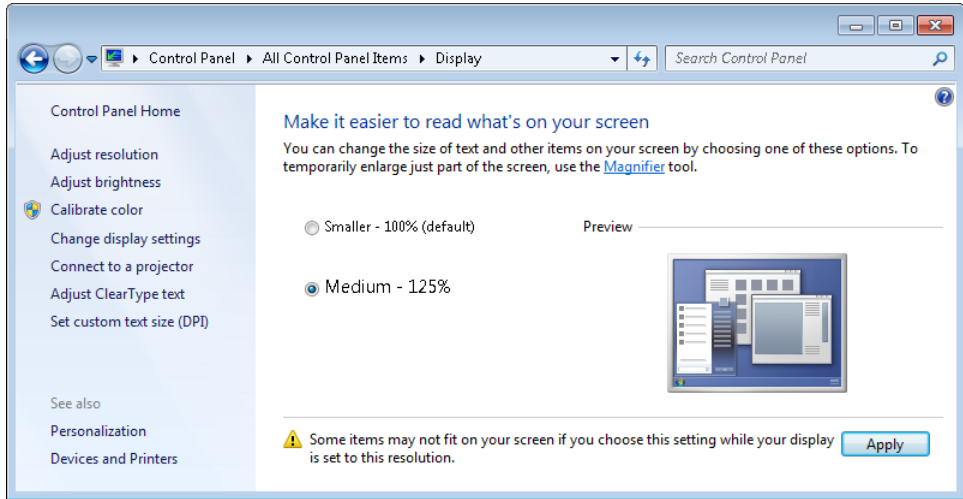 Control Panel
All Control Panel Items
Display
Search Control Panel
Control Panel Home
Adjust resolution
Adjust brightness
Calibrate color
Change display settings
Connect to a projector
Adjust ClearType text
Set custom text size (DPI)
See also
Personalization
Devices and Printers
Make it easier to read what's on your screen
You can change the size of text and other items on your screen by choosing one of these options. To
temporarily enlarge just part of the screen, use the Magnifier tool.
Smaller - 100% (default)
Preview
Medium - 125%
Some items may not fit on your screen if you choose this setting while your display
is set to this resolution.
Apply